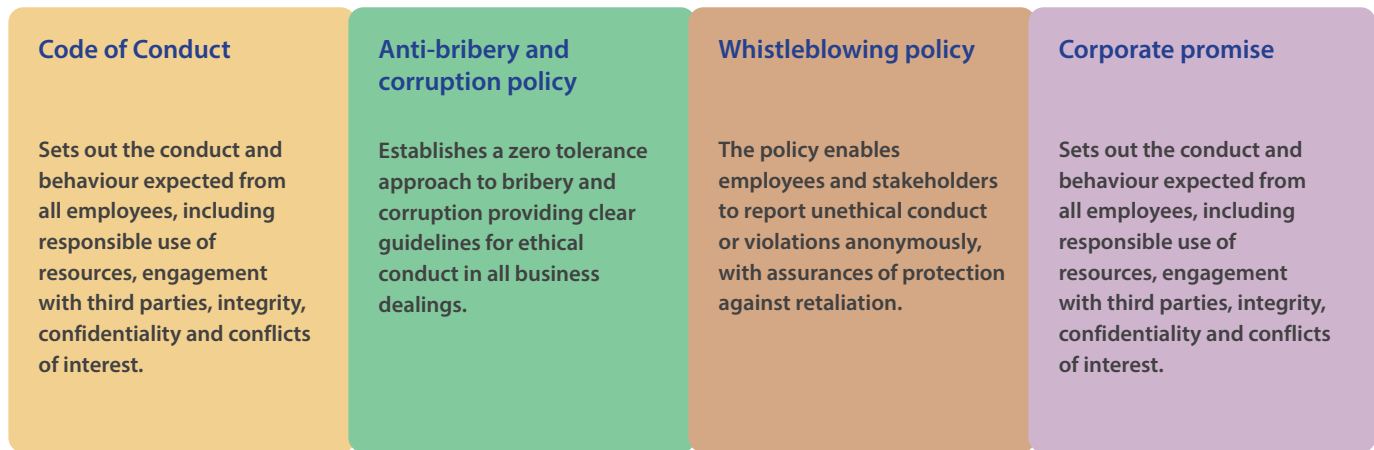 Code of Conduct
Sets out the conduct and
behaviour expected from
all employees, including
responsible use of
resources, engagement
with third parties, integrity,
confidentiality and conflicts
of interest.
Anti-bribery and
corruption policy
Establishes a zero tolerance
approach to bribery and
corruption providing clear
guidelines for ethical
conduct in all business
dealings.
Whistleblowing policy
The policy enables
employees and stakeholders
to report unethical conduct
or violations anonymously,
with assurances of protection
against retaliation.
Corporate promise
Sets out the conduct and
behaviour expected from
all employees, including
responsible use of
resources, engagement
with third parties, integrity,
confidentiality and conflicts
of interest.